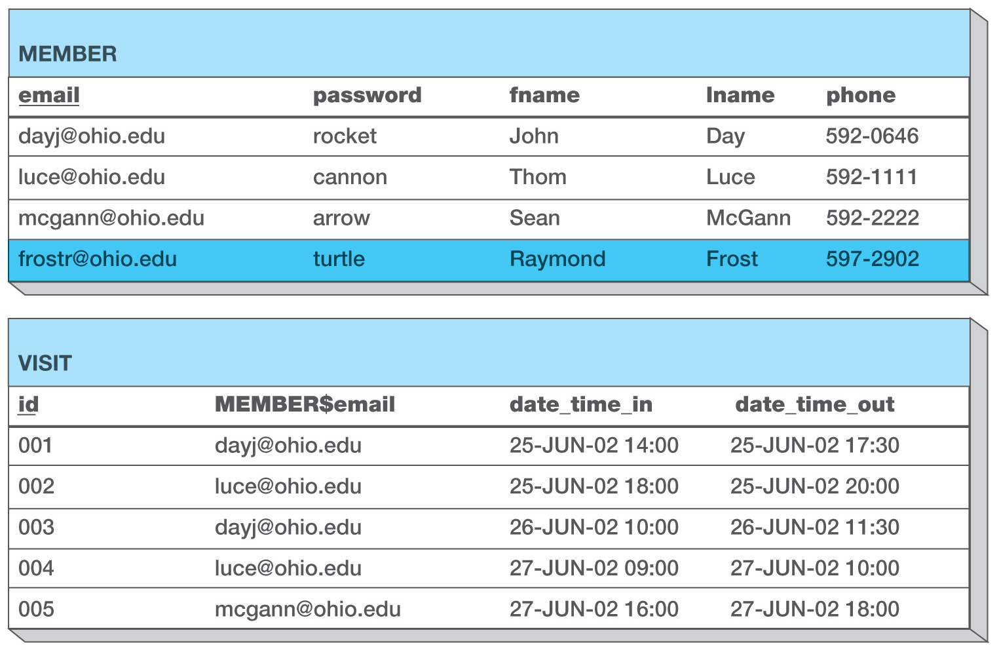 MEMBER
email password fname lname phone
dayj@ohio.edu rocket John Day 592-0646
luce@ohio.edu cannon Thom Luce 592-1111
mcgann@ohio.edu arrow Sean McGann 592-2222
frostr@ohio.edu turtle Raymond Frost 597-2902
VISIT
id MEMBER$email date_time_in date_time_out
001 dayj@ohio.edu 25-JUN-02 14:00 25-JUN-02 17:30
002 luce@ohio.edu 25-JUN-02 18:00 25-JUN-02 20:00
003 dayj@ohio.edu 26-JUN-02 10:00 26-JUN-02 11:30
004 luce@ohio.edu 27-JUN-02 09:00 27-JUN-02 10:00
005 mcgann@ohio.edu 27-JUN-02 16:00 27-JUN-02 18:00